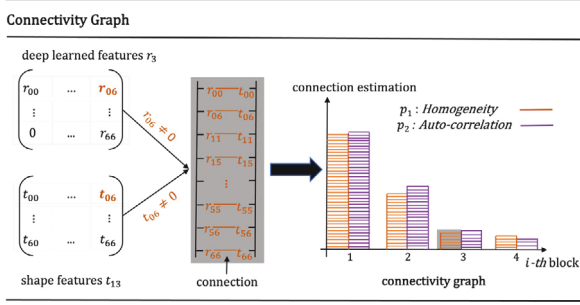 Connectivity Graph
deep learned features r₃
r₀₀ ... r₀₆
⋮ ⋮
0 ... r₆₆
r₀₆ ≠ 0
t₀₀ ... t₀₆
⋮ ⋮
t₆₀ ... t₆₆
t₀₆ ≠ 0
shape features t₁₃
r₀₀ t₀₀
r₀₆ t₀₆
r₁₁ t₁₁
r₁₅ t₁₅
⋮
r₅₅ t₅₅
r₅₆ t₅₆
r₆₆ t₆₆
connection
connection estimation
p₁ : Homogeneity
p₂ : Auto-correlation
1 2 3 4
i-th block
connectivity graph